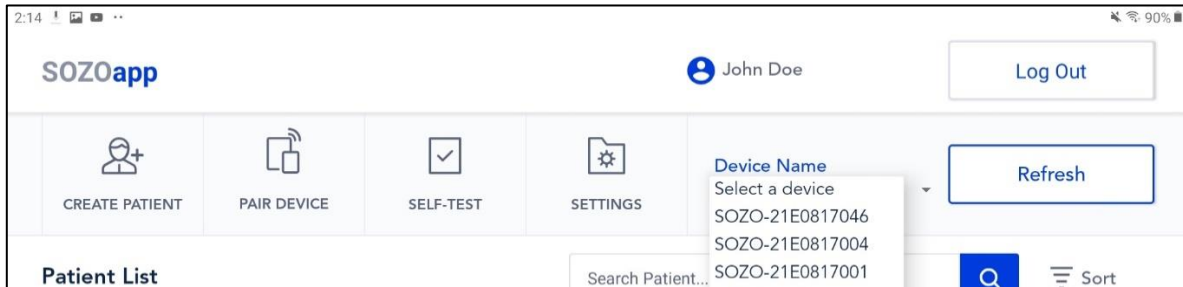 2:14 90%
SOZOapp John Doe Log Out
Device Name Refresh
Select a device
CREATE PATIENT PAIR DEVICE SELF-TEST SETTINGS
SOZO-21E0817046
SOZO-21E0817004
Patient List Search Patient... SOZO-21E0817001 Sort